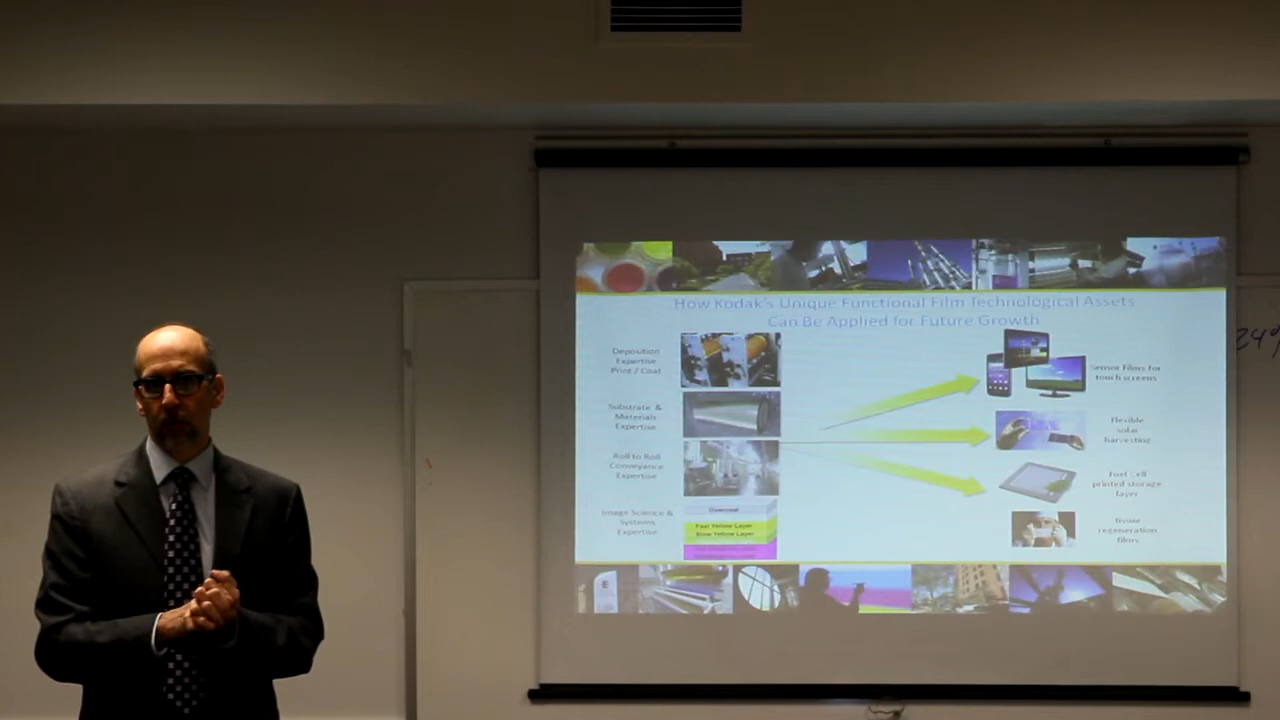 How Kodak's Unique Functional Film Technological Assets
Can Be Applied for Future Growth
Deposition
Expertise
Print / Coat
Sensor Films for
touch screens
Substrate &
Materials
Expertise
Flexible
solar
harvesting
Roll to Roll
Conveyance
Expertise
Fuel Cell
printed storage
layer
Image Science &
Systems
Expertise
Overcoat
Fast Yellow Layer
Slow Yellow Layer
tissue
regeneration
films
24%